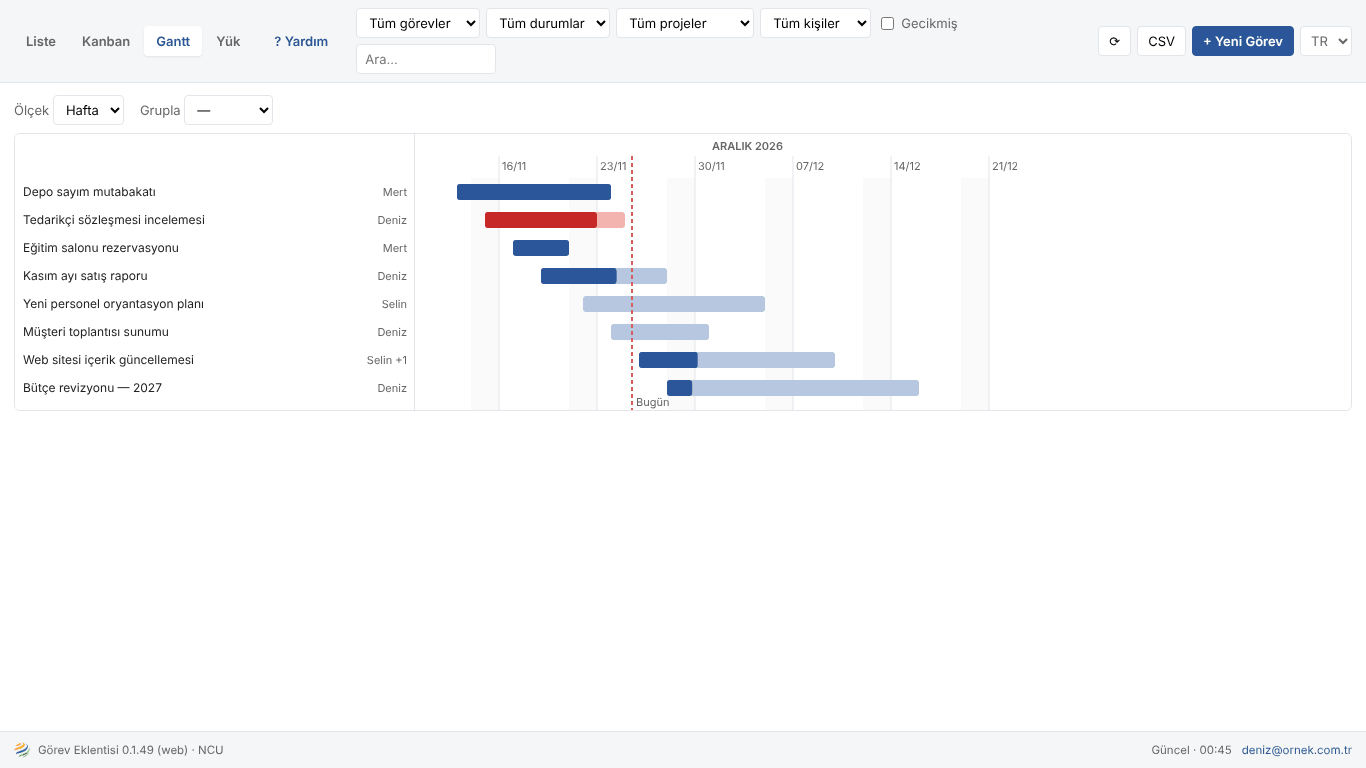 Liste Kanban Gantt Yük ? Yardım Tüm görevler Tüm durumlar Tüm projeler Tüm kişiler Gecikmiş
Ara...
⟳ CSV + Yeni Görev TR
Ölçek Hafta Grupla —
ARALIK 2026
16/11 23/11 30/11 07/12 14/12 21/12
Depo sayım mutabakatı Mert
Tedarikçi sözleşmesi incelemesi Deniz
Eğitim salonu rezervasyonu Mert
Kasım ayı satış raporu Deniz
Yeni personel oryantasyon planı Selin
Müşteri toplantısı sunumu Deniz
Web sitesi içerik güncellemesi Selin +1
Bütçe revizyonu — 2027 Deniz
Bugün
Görev Eklentisi 0.1.49 (web) · NCU Güncel · 00:45 deniz@ornek.com.tr